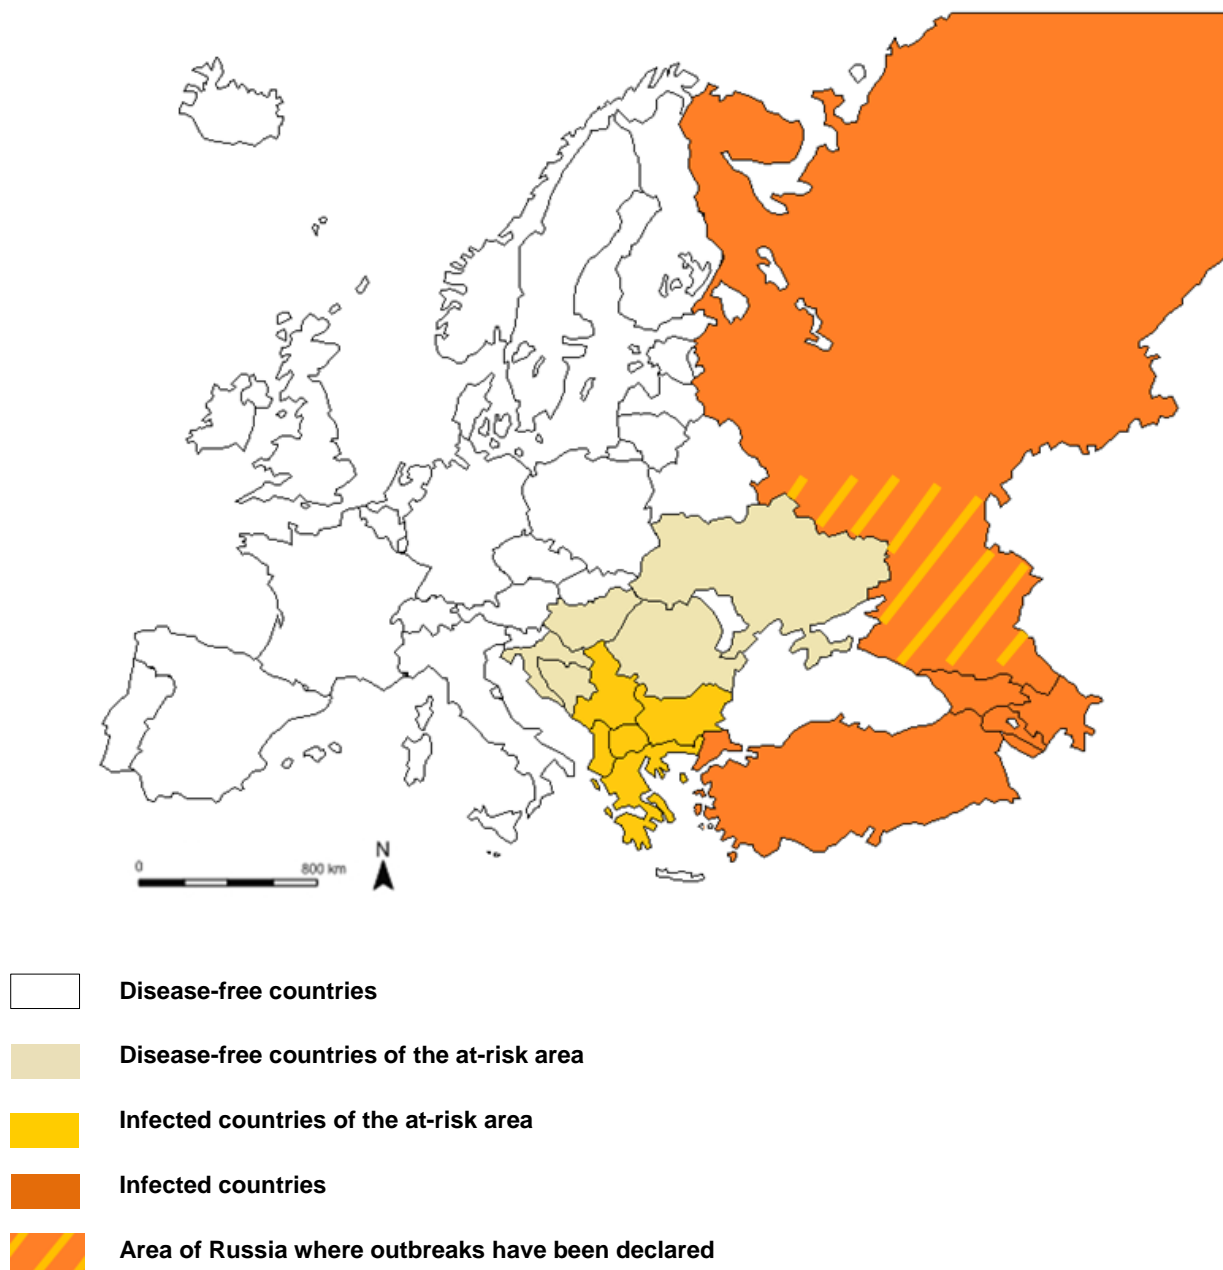 N
0
800 km
Disease-free countries
Disease-free countries of the at-risk area
Infected countries of the at-risk area
Infected countries
Area of Russia where outbreaks have been declared